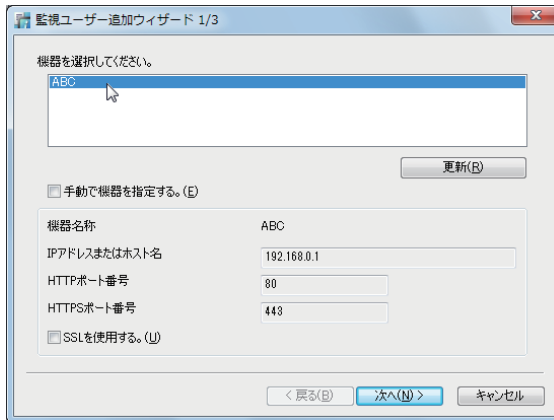 監視ユーザー追加ウィザード 1/3
機器を選択してください。
ABC
更新(R)
手動で機器を指定する。(E)
機器名称 ABC
IPアドレスまたはホスト名 192.168.0.1
HTTPポート番号 80
HTTPSポート番号 443
SSLを使用する。(U)
< 戻る(B) 次へ(N) > キャンセル